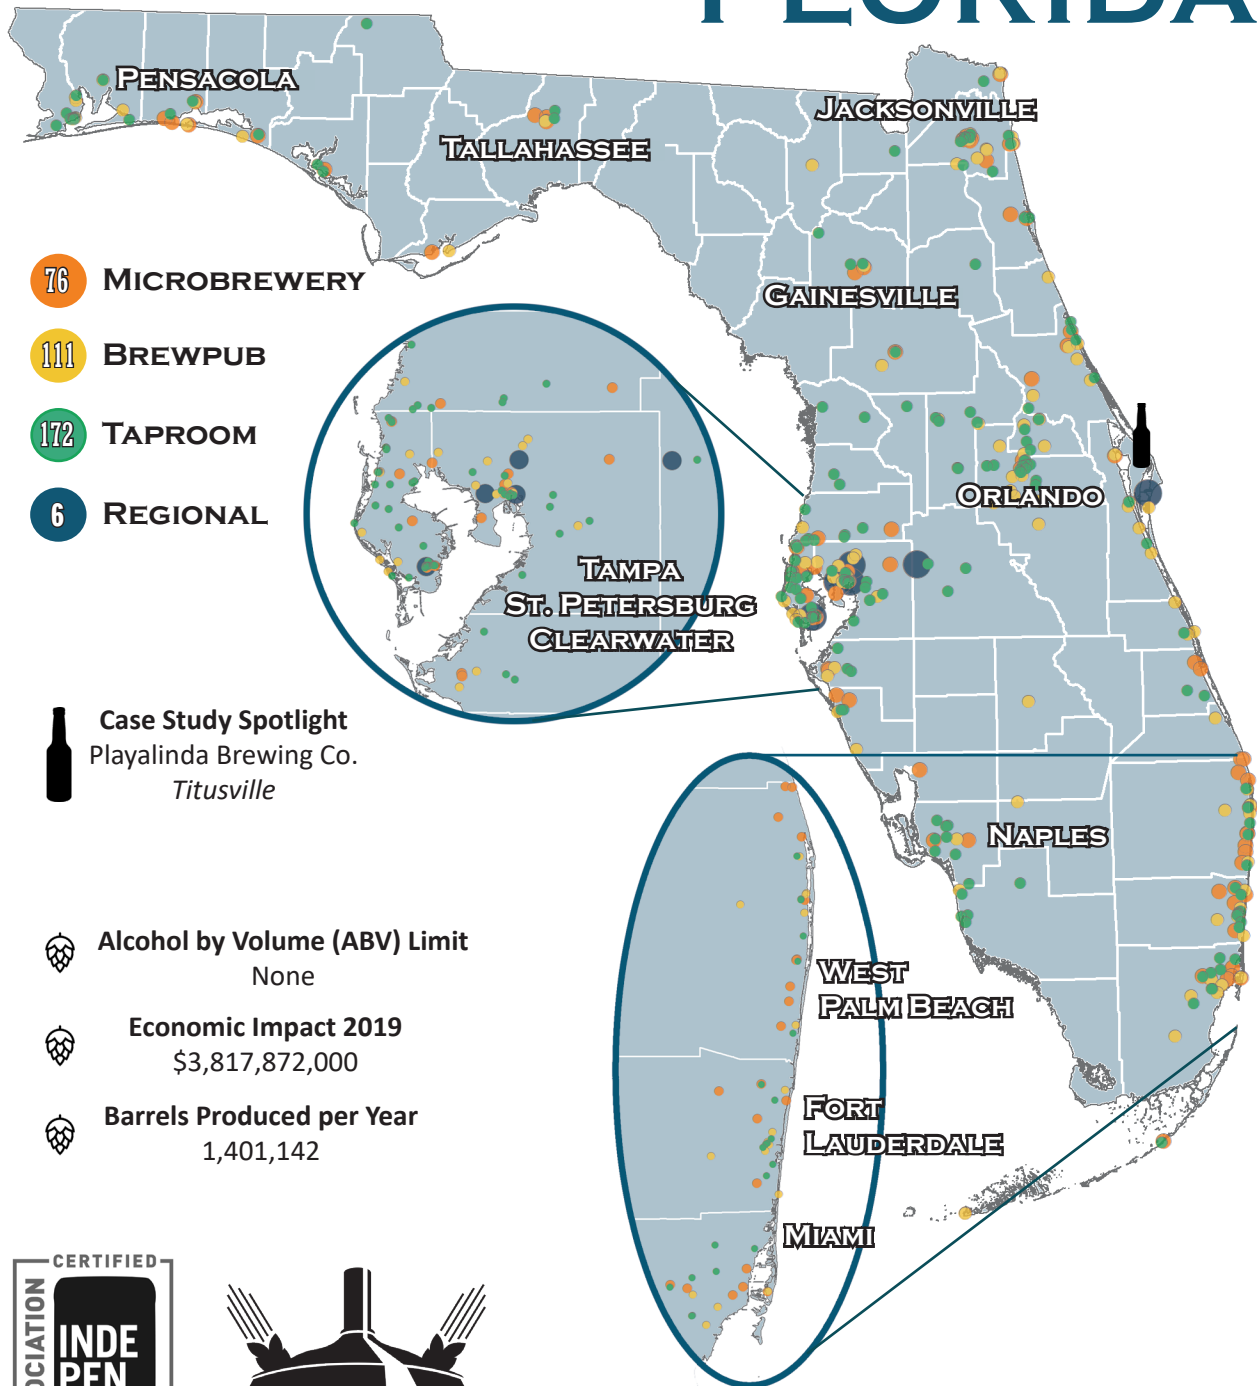 FLORIDA
PENSACOLA
TALLAHASSEE
JACKSONVILLE
GAINESVILLE
76 MICROBREWERY
111 BREWPUB
172 TAPROOM
6 REGIONAL
ORLANDO
TAMPA
ST. PETERSBURG
CLEARWATER
Case Study Spotlight
Playalinda Brewing Co.
Titusville
NAPLES
Alcohol by Volume (ABV) Limit
None
Economic Impact 2019
$3,817,872,000
Barrels Produced per Year
1,401,142
WEST
PALM BEACH
FORT
LAUDERDALE
MIAMI
CERTIFIED
INDE
PEN